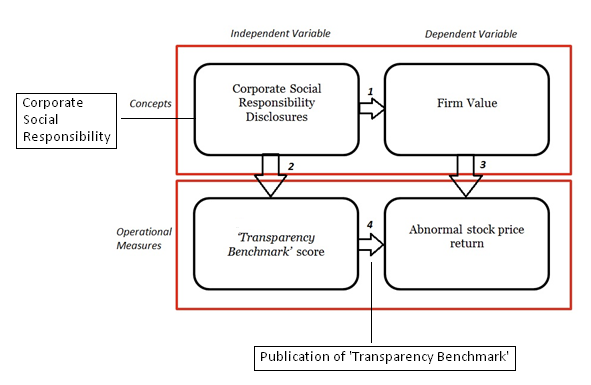 Independent Variable
Dependent Variable
Corporate
Social
Responsibility
Concepts
Corporate Social
Responsibility
Disclosures
1
Firm Value
2
3
Operational
Measures
'Transparency
Benchmark' score
4
Abnormal stock price
return
Publication of 'Transparency Benchmark'